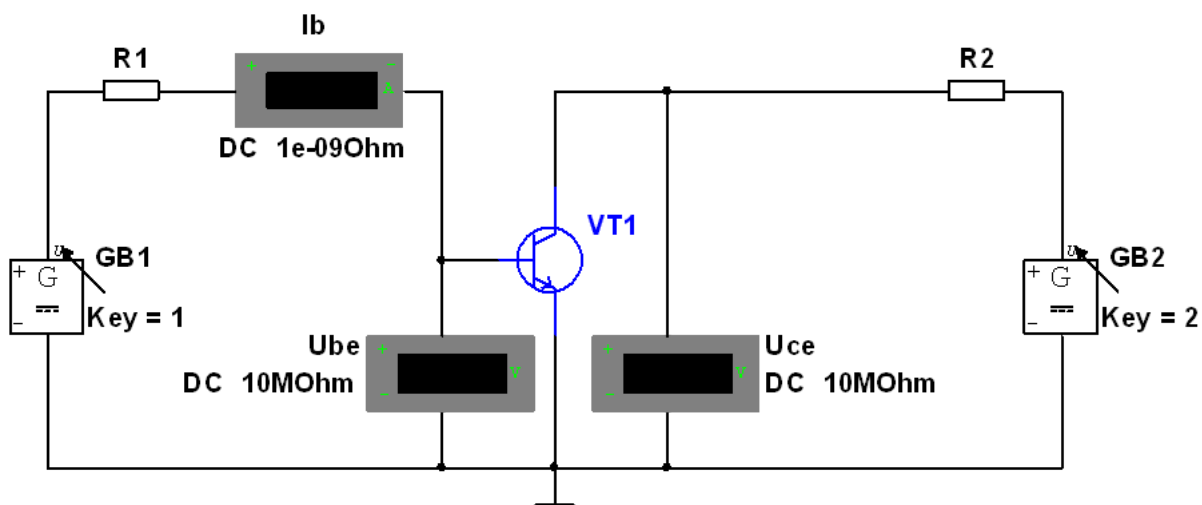 Ib
R1
R2
+
−
A
DC 1e-09Ohm
VT1
u
GB1
+
G
−
Key = 1
u
GB2
+
G
−
Key = 2
Ube
+
V
−
DC 10MOhm
Uce
+
V
−
DC 10MOhm